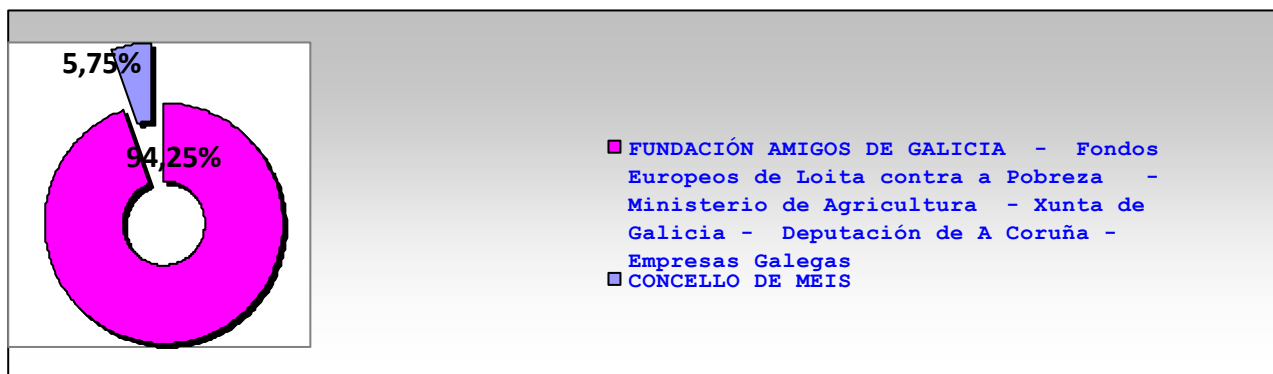 5,75%
94,25%
FUNDACIÓN AMIGOS DE GALICIA - Fondos
Europeos de Loita contra a Pobreza -
Ministerio de Agricultura - Xunta de
Galicia - Deputación de A Coruña -
Empresas Galegas
CONCELLO DE MEIS